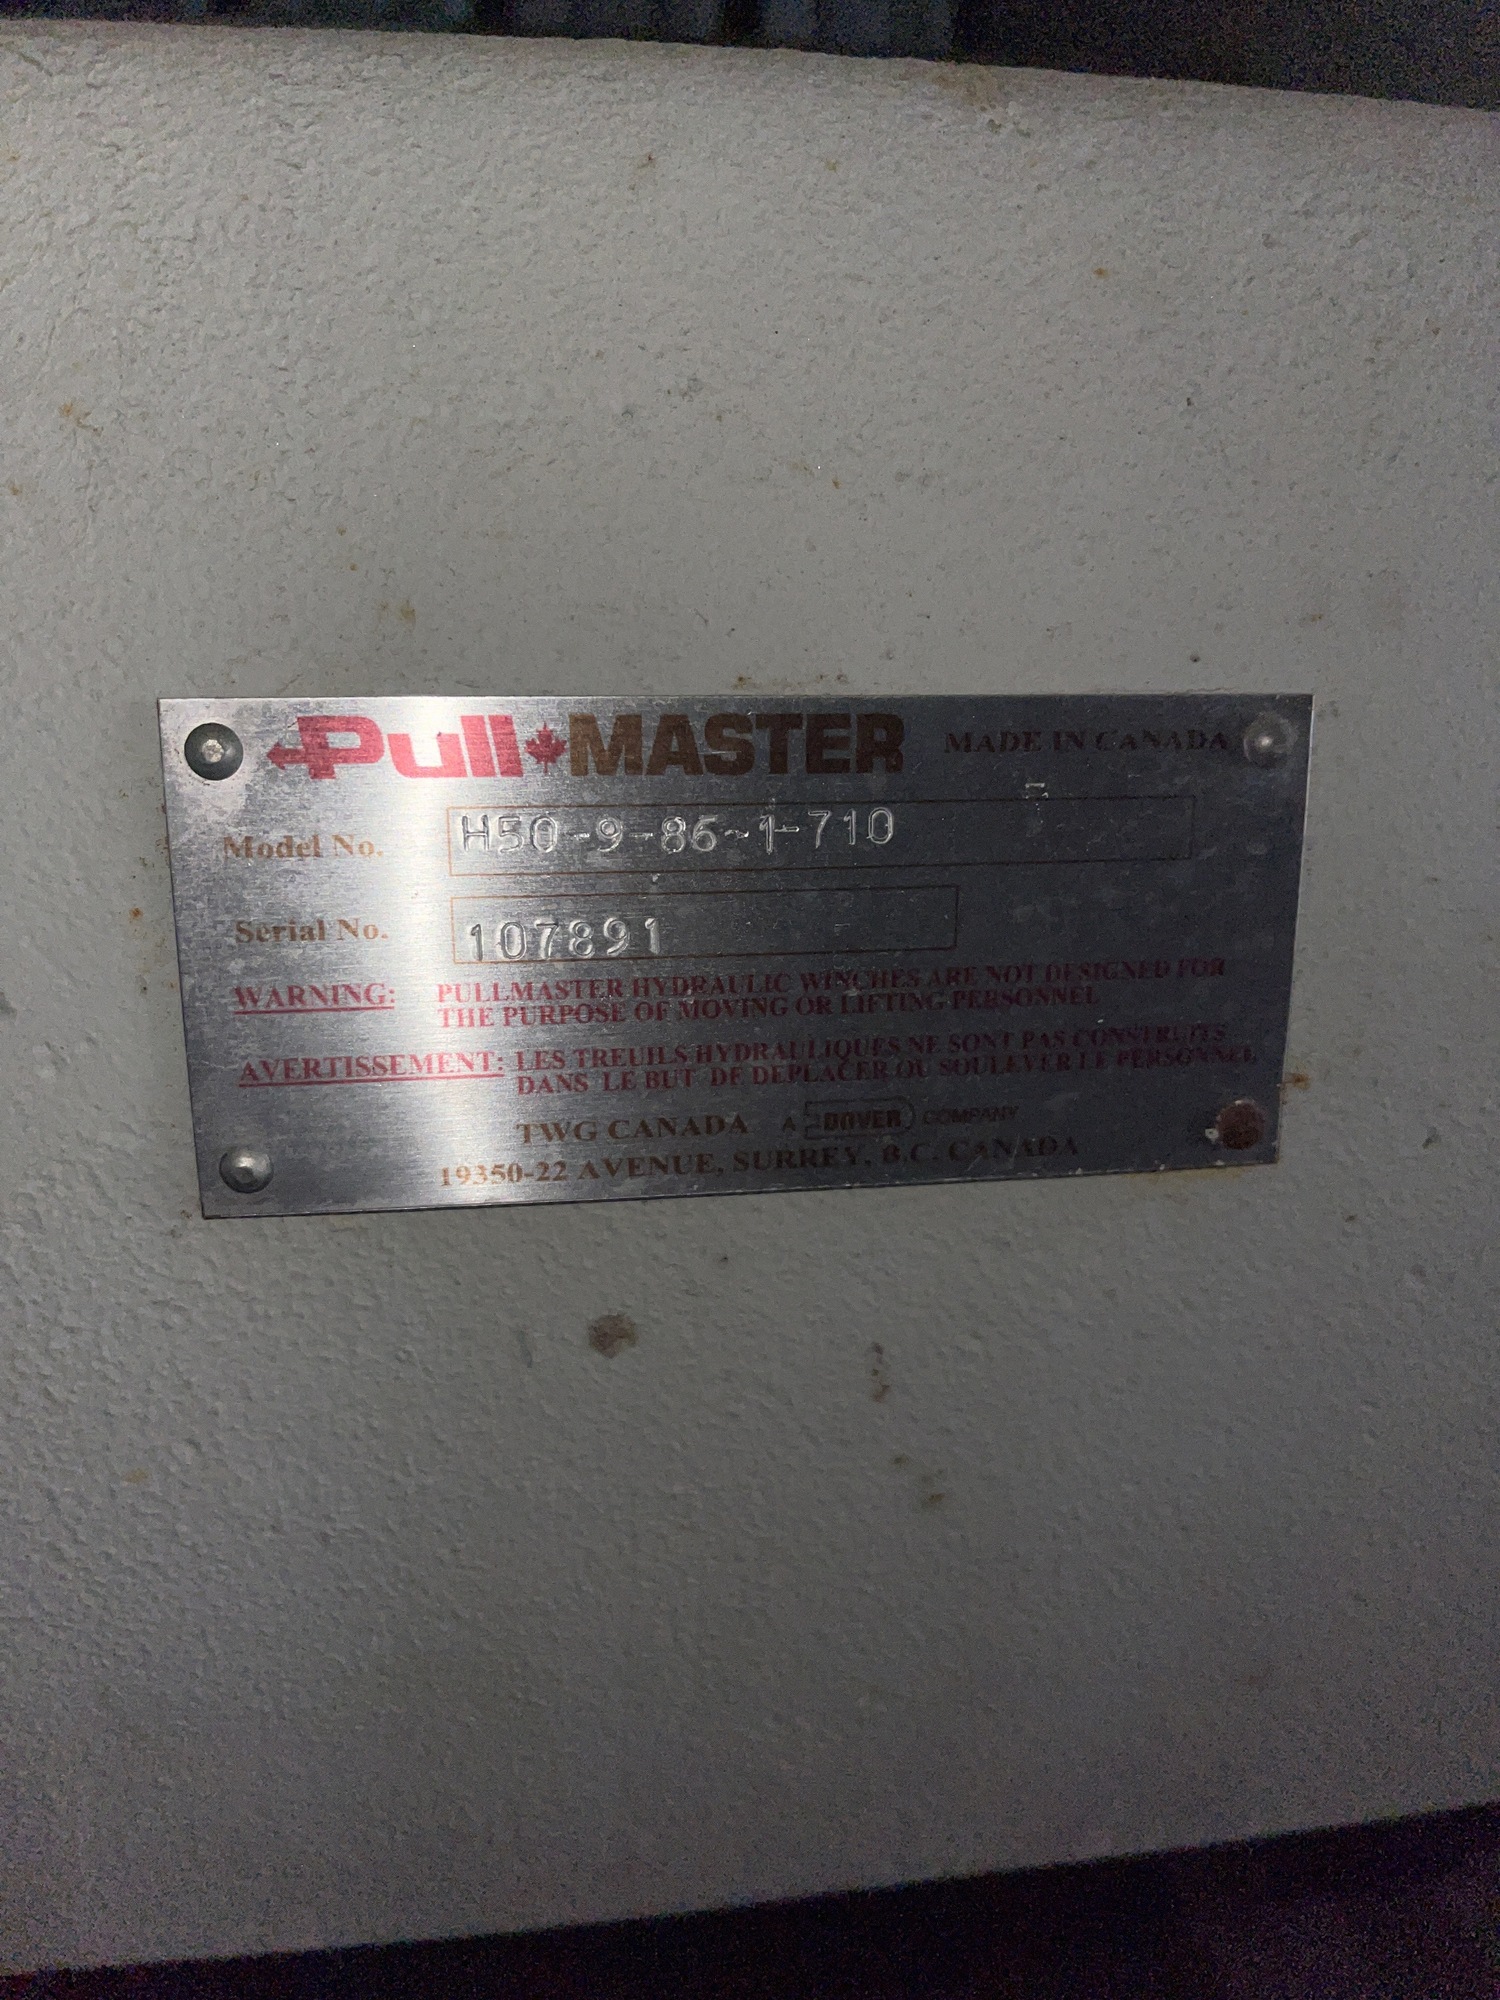 Pull MASTER MADE IN CANADA
Model No. H50-9-86-1-710
Serial No. 107891
WARNING: PULLMASTER HYDRAULIC WINCHES ARE NOT DESIGNED FOR
THE PURPOSE OF MOVING OR LIFTING PERSONNEL
AVERTISSEMENT: LES TREUILS HYDRAULIQUES NE SONT PAS CONSTRUITES
DANS LE BUT DE DEPLACER OU SOULEVER LE PERSONNEL
TWG CANADA A DOVER COMPANY
19350-22 AVENUE, SURREY, B.C. CANADA